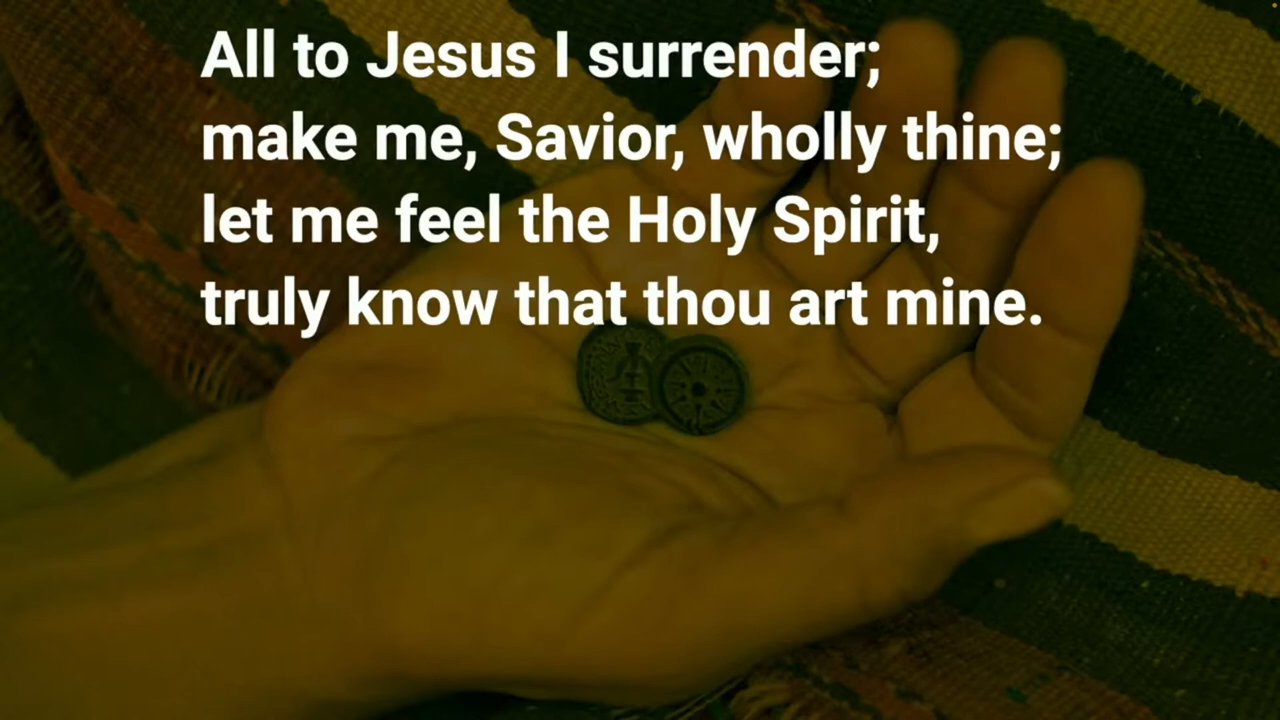 All to Jesus I surrender;
make me, Savior, wholly thine;
let me feel the Holy Spirit,
truly know that thou art mine.